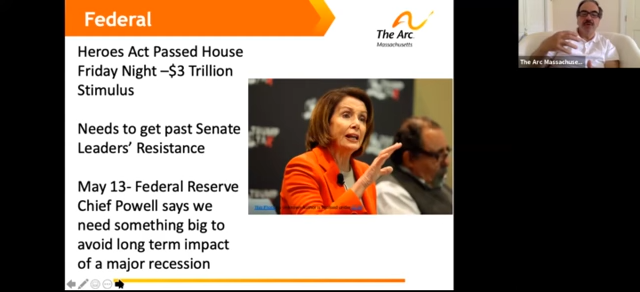 Federal
The Arc
Massachusetts
Heroes Act Passed House
Friday Night –$3 Trillion
Stimulus
Needs to get past Senate
Leaders’ Resistance
May 13- Federal Reserve
Chief Powell says we
need something big to
avoid long term impact
of a major recession
The Arc Massachuse...